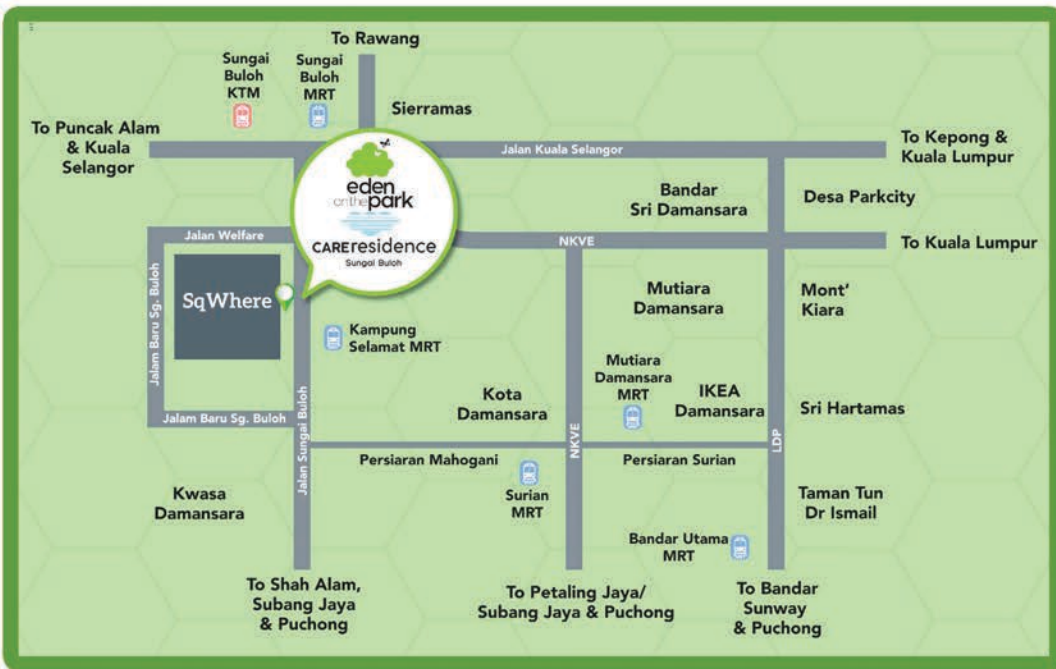 To Rawang
Sungai
Buloh
KTM
Sungai
Buloh
MRT
Sierramas
To Puncak Alam
& Kuala
Selangor
Jalan Kuala Selangor
To Kepong &
Kuala Lumpur
eden
on the park
CAREresidence
Sungai Buloh
Bandar
Sri Damansara
Desa Parkcity
Jalan Welfare
NKVE
To Kuala Lumpur
Jalam Baru Sg. Buloh
SqWhere
Mutiara
Damansara
Mont'
Kiara
Kampung
Selamat MRT
Jalan Sungai Buloh
Mutiara
Damansara
MRT
Kota
Damansara
IKEA
Damansara
Sri Hartamas
Jalam Baru Sg. Buloh
NKVE
LDP
Persiaran Mahogani
Persiaran Surian
Kwasa
Damansara
Surian
MRT
Taman Tun
Dr Ismail
Bandar Utama
MRT
To Shah Alam,
Subang Jaya
& Puchong
To Petaling Jaya/
Subang Jaya & Puchong
To Bandar
Sunway
& Puchong